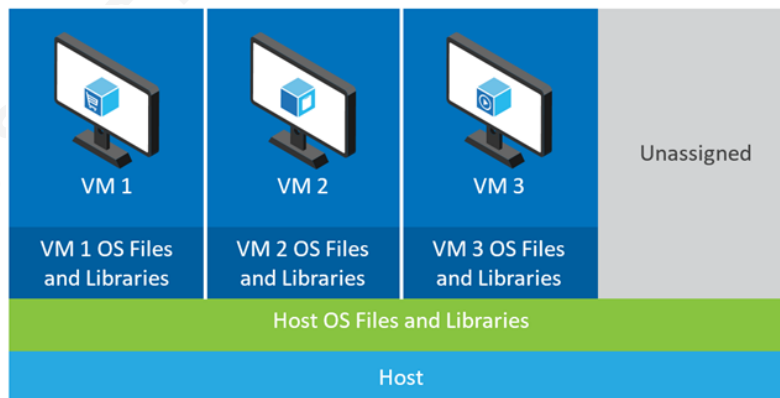 VM 1
VM 2
VM 3
Unassigned
VM 1 OS Files
and Libraries
VM 2 OS Files
and Libraries
VM 3 OS Files
and Libraries
Host OS Files and Libraries
Host